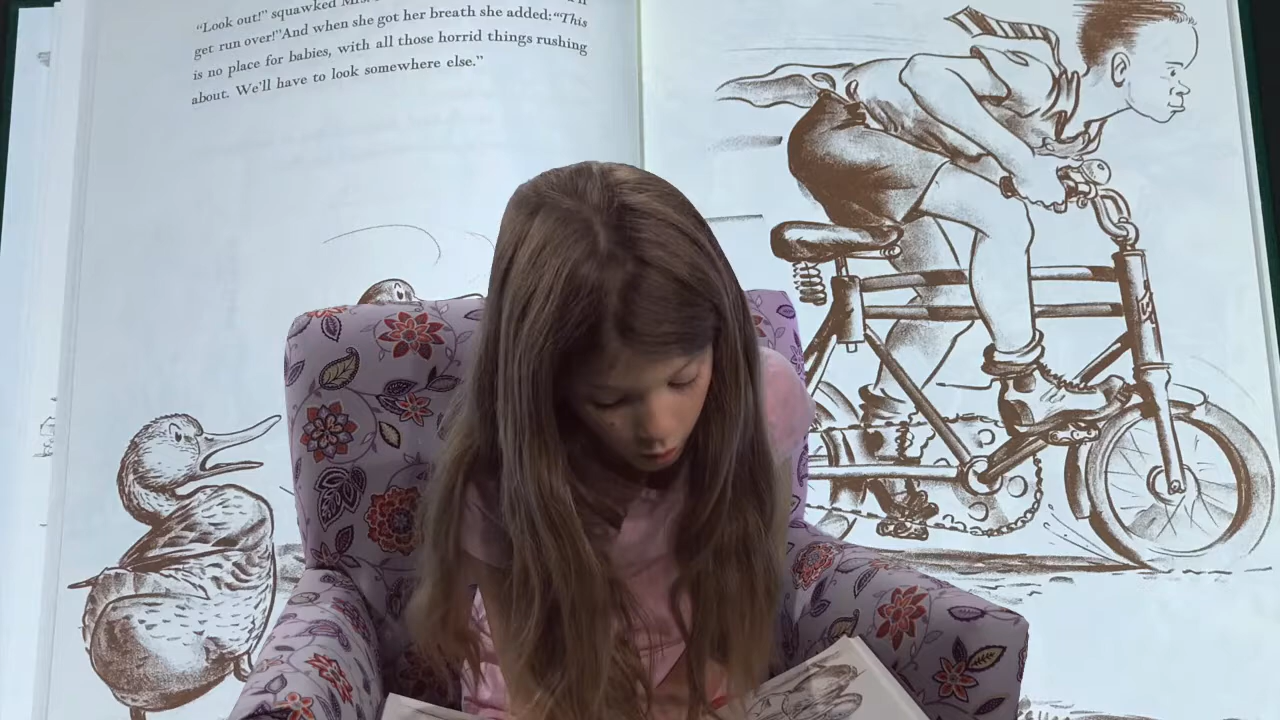 "Look out!" squawked Mrs.
get run over!" And when she got her breath she added: "This
is no place for babies, with all those horrid things rushing
about. We'll have to look somewhere else."